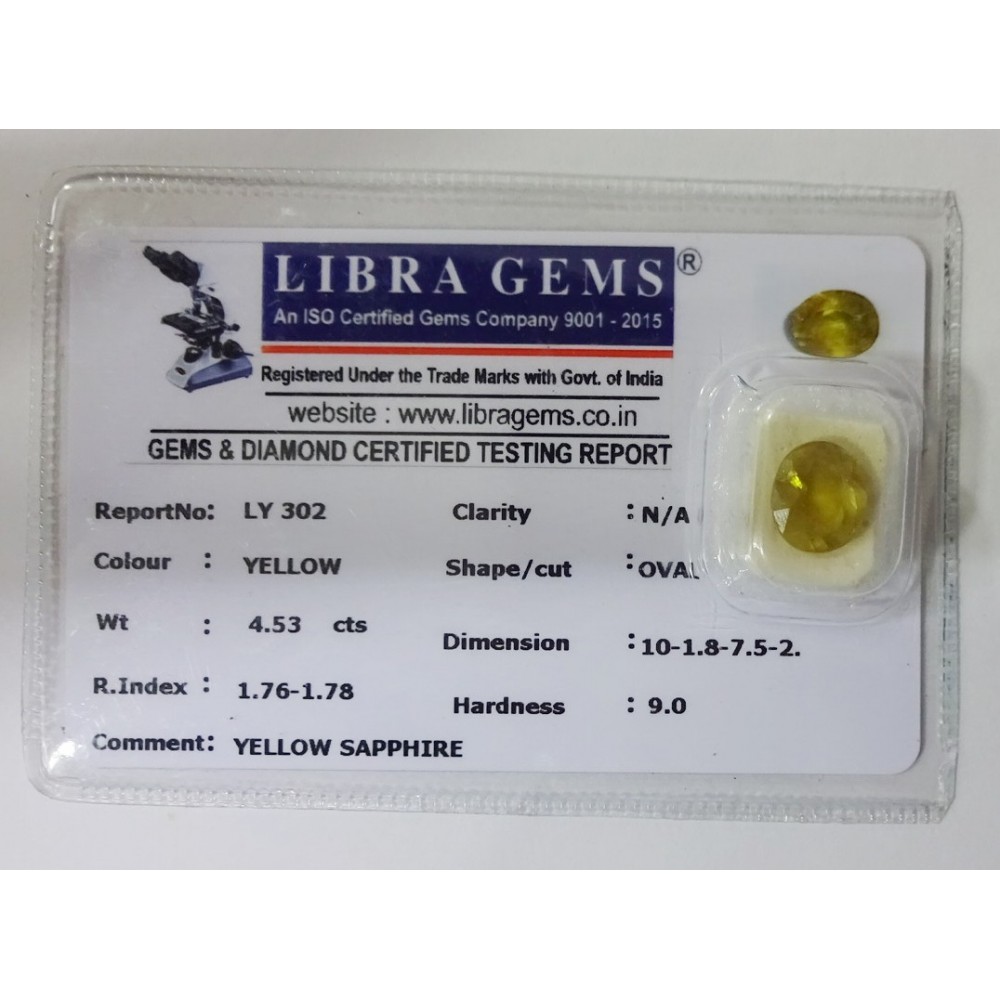 LIBRA GEMS ®
An ISO Certified Gems Company 9001 - 2015
Registered Under the Trade Marks with Govt. of India
website : www.libragems.co.in
GEMS & DIAMOND CERTIFIED TESTING REPORT
ReportNo: LY 302 Clarity : N/A
Colour : YELLOW Shape/cut : OVAL
Wt : 4.53 cts Dimension : 10-1.8-7.5-2.
R.Index : 1.76-1.78 Hardness : 9.0
Comment: YELLOW SAPPHIRE